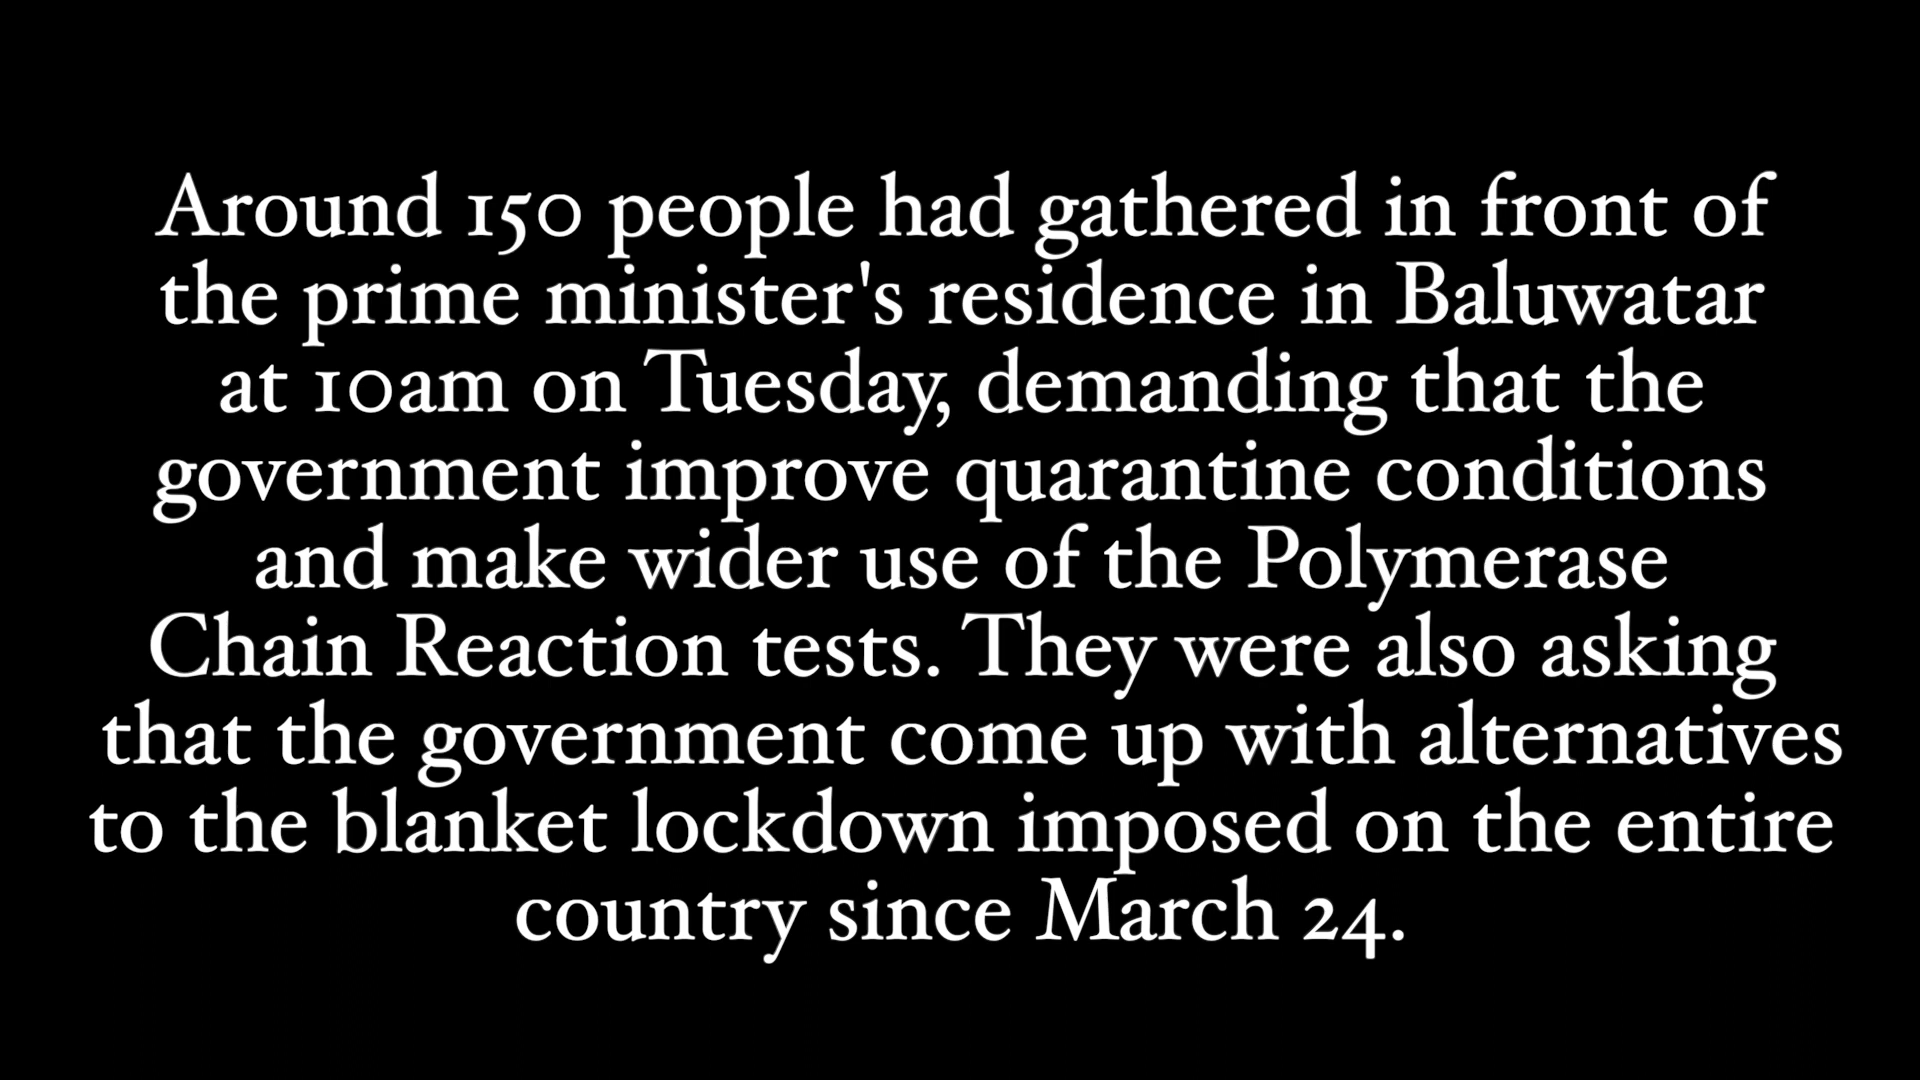 Around 150 people had gathered in front of
the prime minister's residence in Baluwatar
at 10am on Tuesday, demanding that the
government improve quarantine conditions
and make wider use of the Polymerase
Chain Reaction tests. They were also asking
that the government come up with alternatives
to the blanket lockdown imposed on the entire
country since March 24.